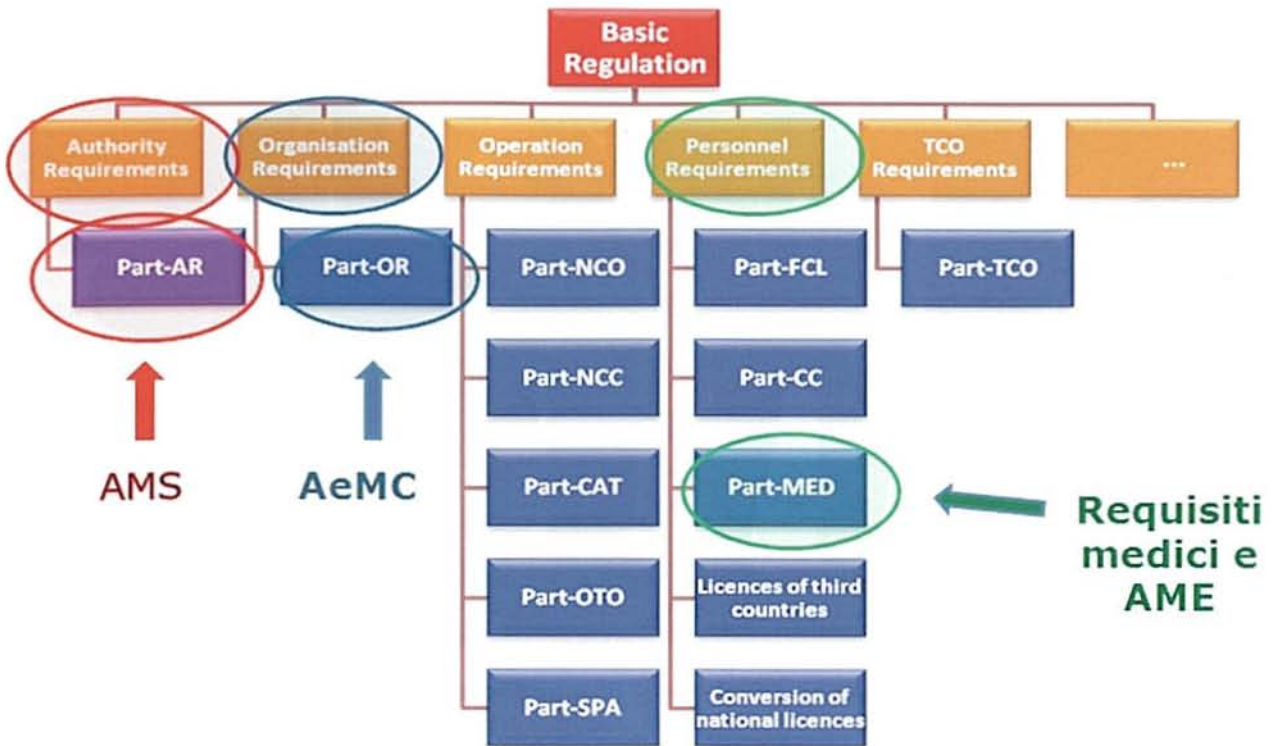 Basic
Regulation
Authority
Requirements
Organisation
Requirements
Operation
Requirements
Personnel
Requirements
TCO
Requirements
...
Part-AR
Part-OR
Part-NCO
Part-FCL
Part-TCO
Part-NCC
Part-CC
AMS
AeMC
Part-CAT
Part-MED
Requisiti
medici e
AME
Part-OTO
Licences of third
countries
Part-SPA
Conversion of
national licences